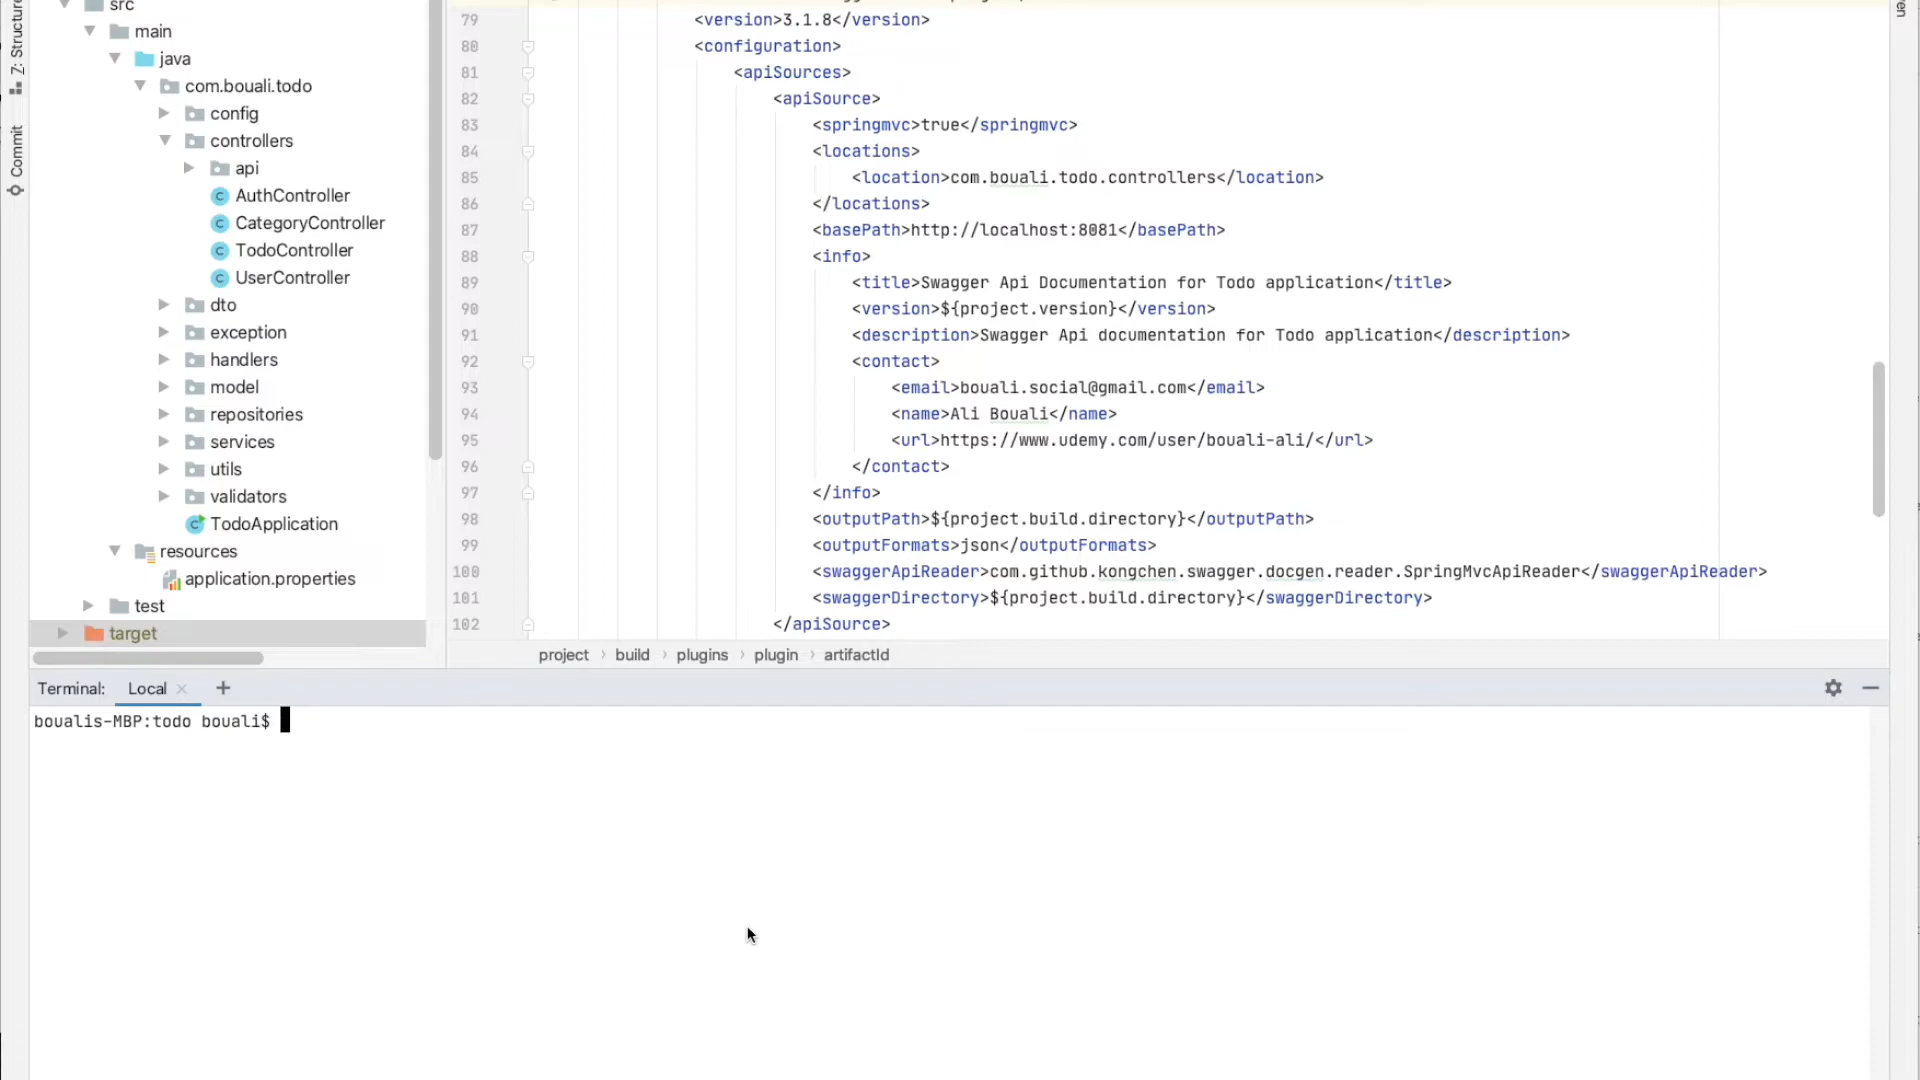 Z: Structure
Commit
src
main
java
com.bouali.todo
config
controllers
api
AuthController
CategoryController
TodoController
UserController
dto
exception
handlers
model
repositories
services
utils
validators
TodoApplication
resources
application.properties
test
target
79 <version>3.1.8</version>
80 <configuration>
81 <apiSources>
82 <apiSource>
83 <springmvc>true</springmvc>
84 <locations>
85 <location>com.bouali.todo.controllers</location>
86 </locations>
87 <basePath>http://localhost:8081</basePath>
88 <info>
89 <title>Swagger Api Documentation for Todo application</title>
90 <version>${project.version}</version>
91 <description>Swagger Api documentation for Todo application</description>
92 <contact>
93 <email>bouali.social@gmail.com</email>
94 <name>Ali Bouali</name>
95 <url>https://www.udemy.com/user/bouali-ali/</url>
96 </contact>
97 </info>
98 <outputPath>${project.build.directory}</outputPath>
99 <outputFormats>json</outputFormats>
100 <swaggerApiReader>com.github.kongchen.swagger.docgen.reader.SpringMvcApiReader</swaggerApiReader>
101 <swaggerDirectory>${project.build.directory}</swaggerDirectory>
102 </apiSource>
project › build › plugins › plugin › artifactId
Terminal: Local × +
boualis-MBP:todo bouali$